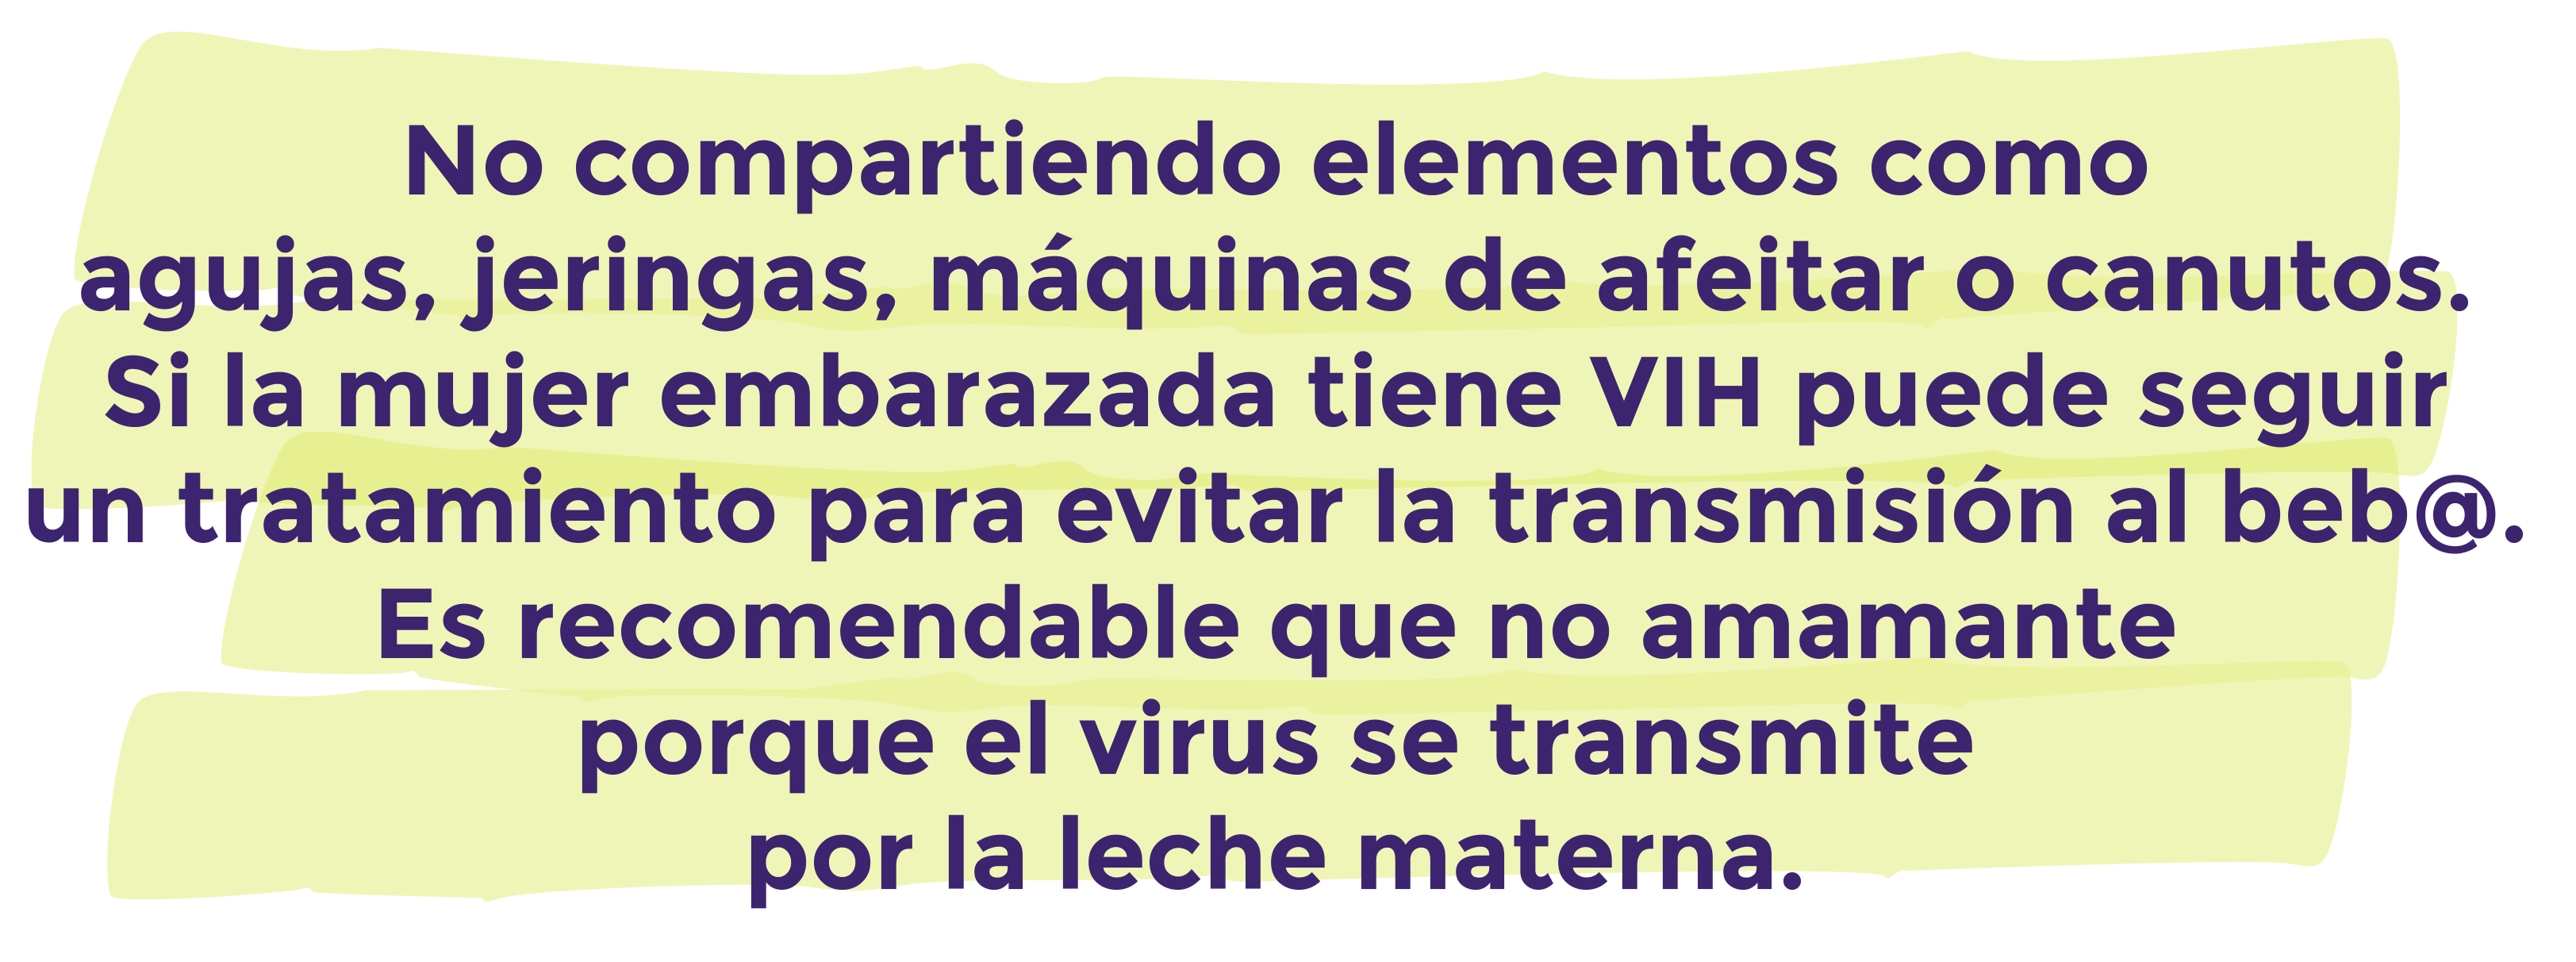 No compartiendo elementos como
agujas, jeringas, máquinas de afeitar o canutos.
Si la mujer embarazada tiene VIH puede seguir
un tratamiento para evitar la transmisión al beb@.
Es recomendable que no amamante
porque el virus se transmite
por la leche materna.